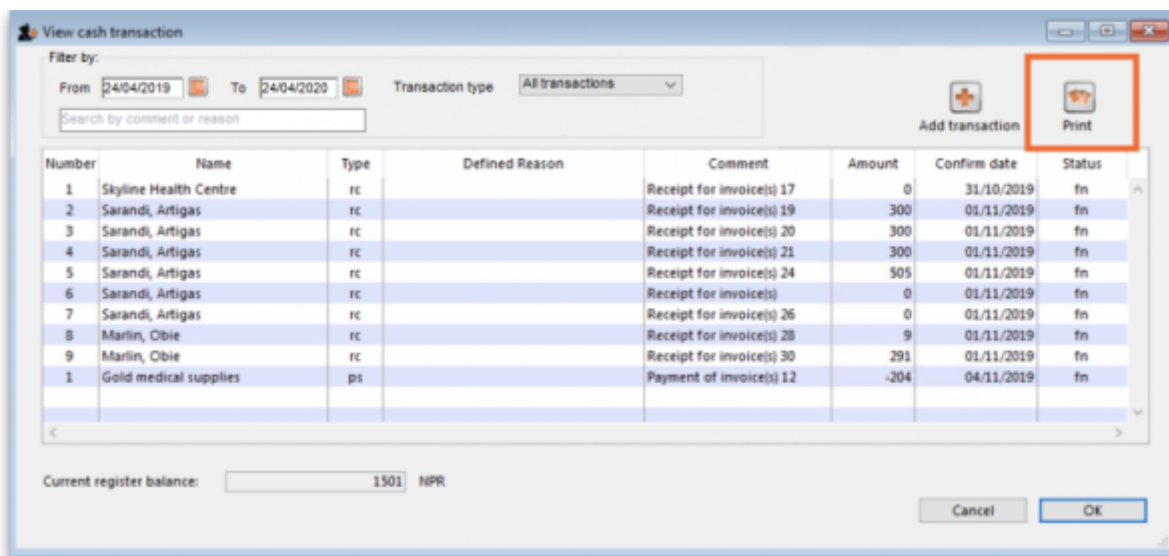 View cash transaction
Filter by:
From 24/04/2019 To 24/04/2020 Transaction type All transactions
Search by comment or reason
Add transaction Print
Number Name Type Defined Reason Comment Amount Confirm date Status
1 Skyline Health Centre rc Receipt for invoice(s) 17 0 31/10/2019 fn
2 Sarandi, Artigas rc Receipt for invoice(s) 19 300 01/11/2019 fn
3 Sarandi, Artigas rc Receipt for invoice(s) 20 300 01/11/2019 fn
4 Sarandi, Artigas rc Receipt for invoice(s) 21 300 01/11/2019 fn
5 Sarandi, Artigas rc Receipt for invoice(s) 24 505 01/11/2019 fn
6 Sarandi, Artigas rc Receipt for invoice(s) 0 01/11/2019 fn
7 Sarandi, Artigas rc Receipt for invoice(s) 26 0 01/11/2019 fn
8 Marlin, Obie rc Receipt for invoice(s) 28 9 01/11/2019 fn
9 Marlin, Obie rc Receipt for invoice(s) 30 291 01/11/2019 fn
1 Gold medical supplies ps Payment of invoice(s) 12 -204 04/11/2019 fn
Current register balance: 1501 NPR
Cancel OK